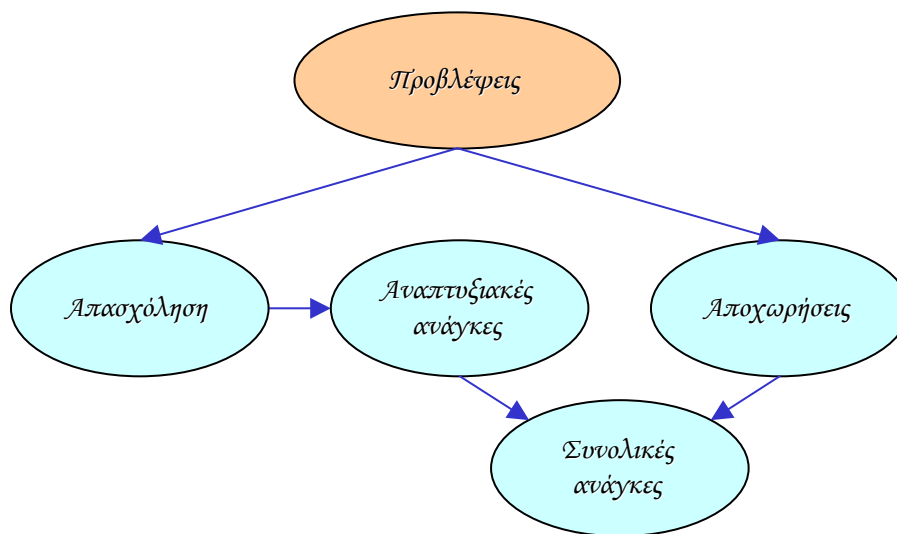 Προβλέψεις
Απασχόληση
Αναπτυξιακές
ανάγκες
Αποχωρήσεις
Συνολικές
ανάγκες